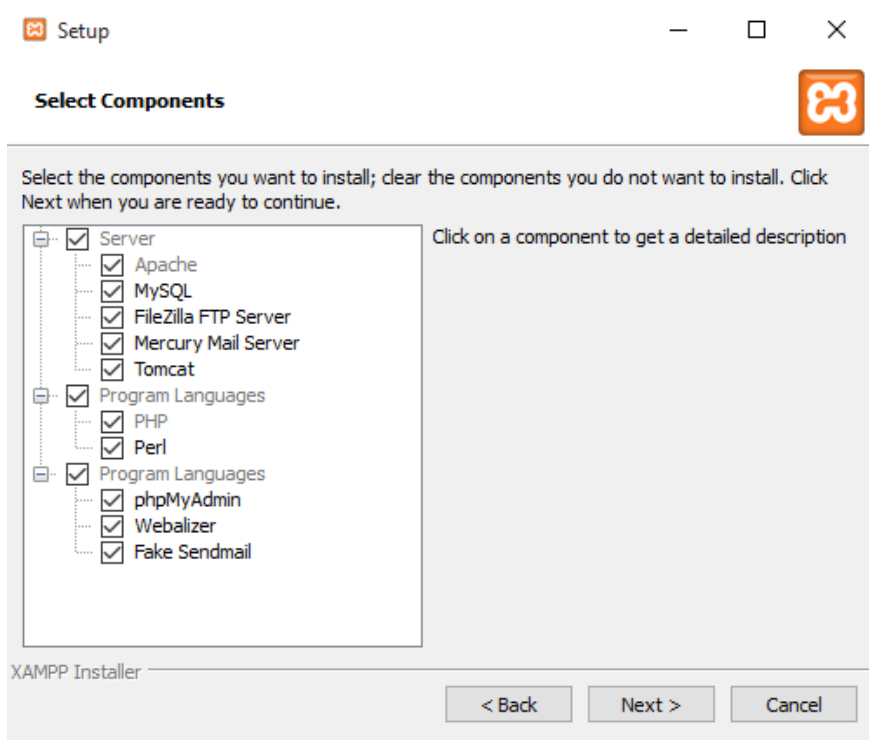 Setup
Select Components
Select the components you want to install; clear the components you do not want to install. Click
Next when you are ready to continue.
Server
Apache
MySQL
FileZilla FTP Server
Mercury Mail Server
Tomcat
Program Languages
PHP
Perl
Program Languages
phpMyAdmin
Webalizer
Fake Sendmail
Click on a component to get a detailed description
XAMPP Installer
< Back
Next >
Cancel